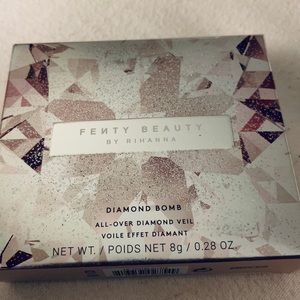 FENTY BEAUTY
BY RIHANNA
DIAMOND BOMB
ALL-OVER DIAMOND VEIL
VOILE EFFET DIAMANT
NET WT. / POIDS NET 8g / 0.28 OZ.